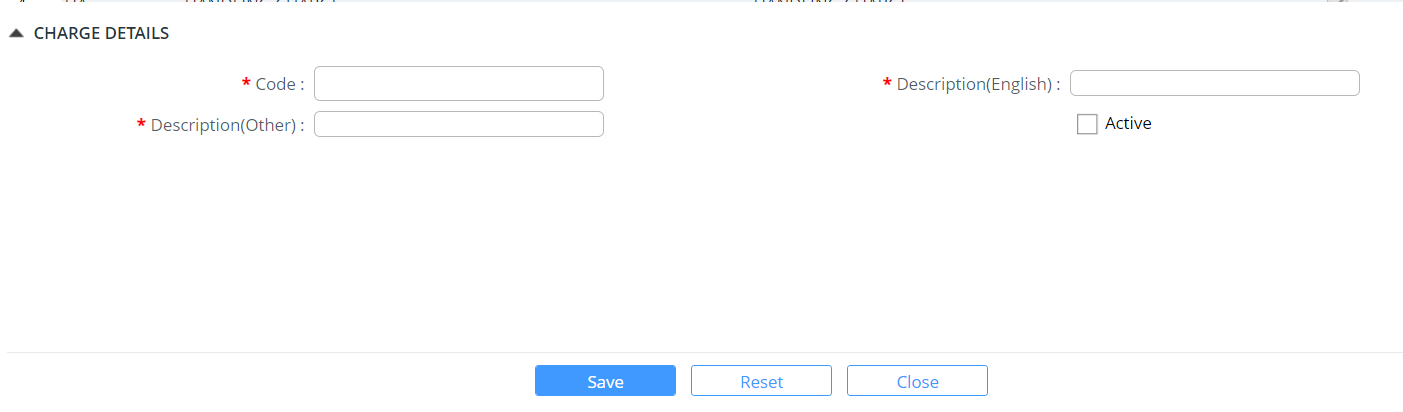 CHARGE DETAILS
* Code :
* Description(English) :
* Description(Other) :
Active
Save
Reset
Close